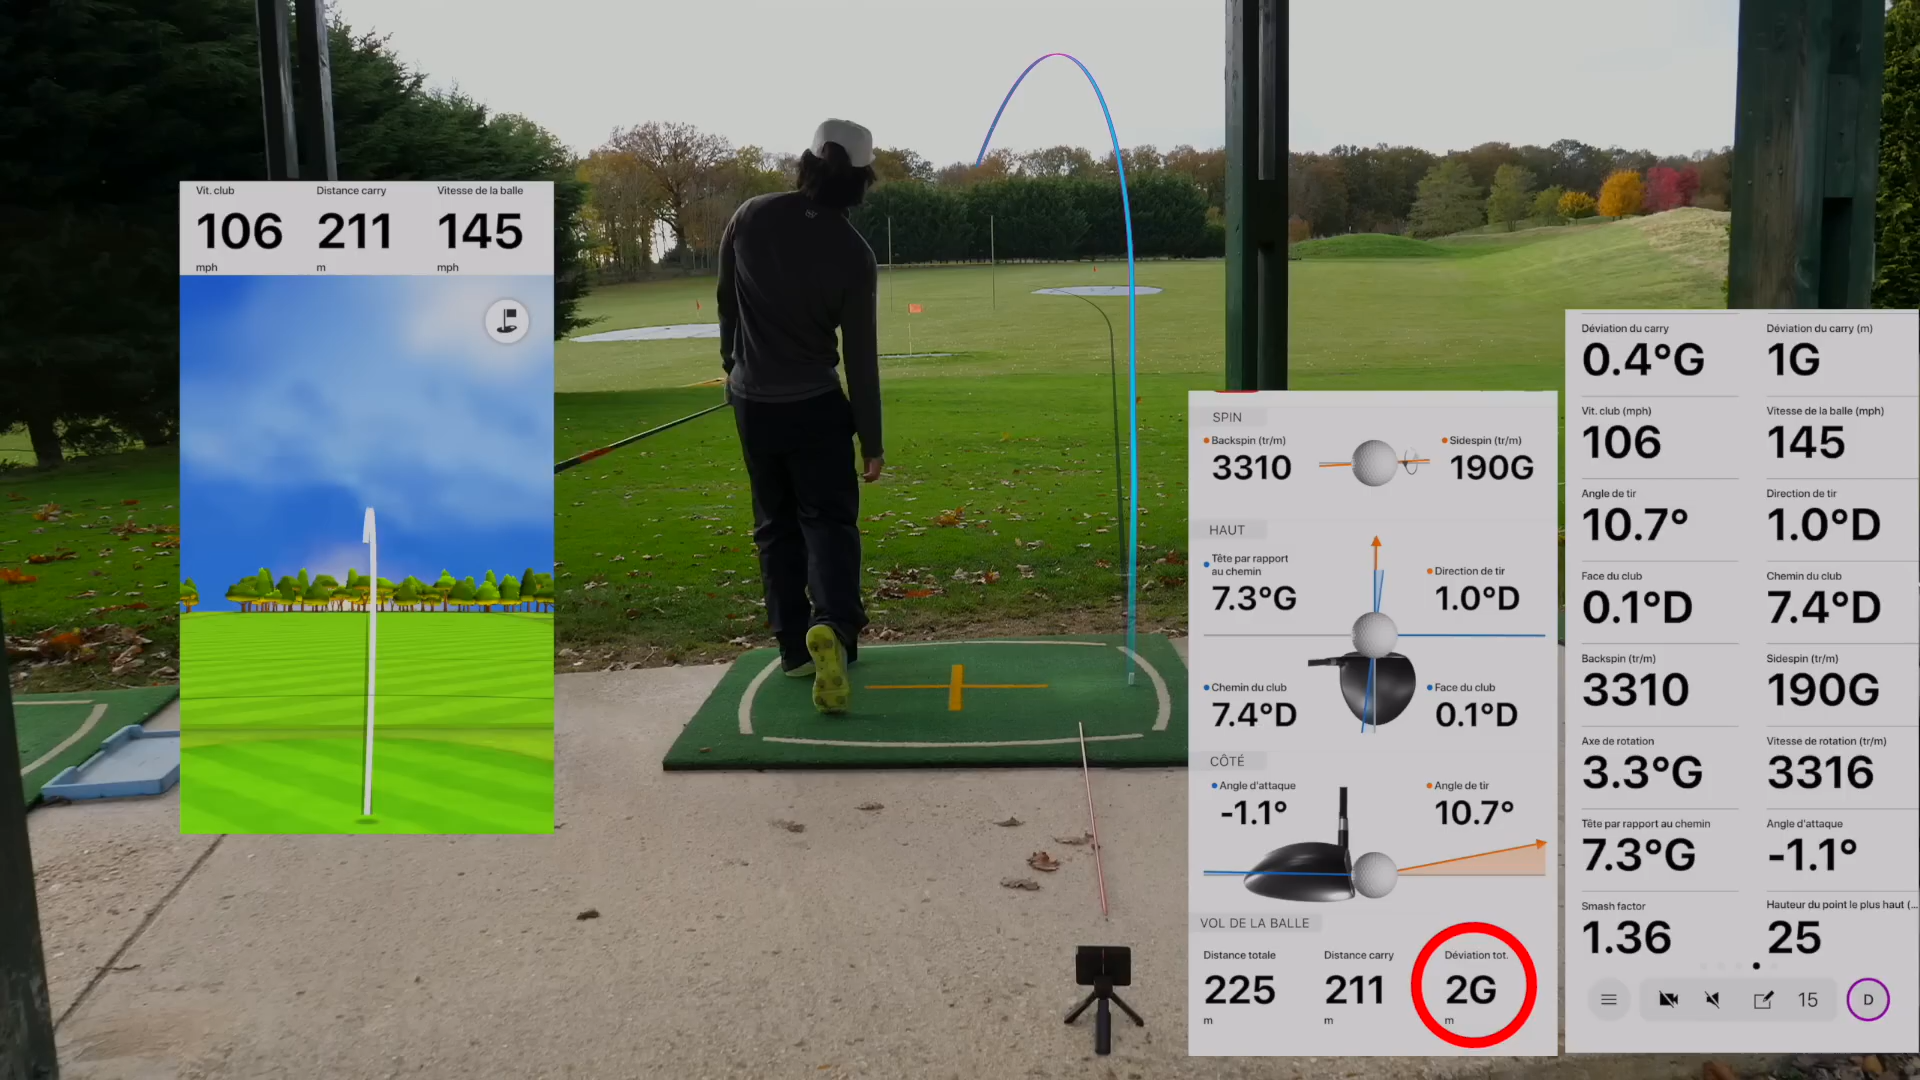 Vit. club
Distance carry
Vitesse de la balle
106
211
145
mph
m
mph
SPIN
Backspin (tr/m)
Sidespin (tr/m)
3310
190G
HAUT
Tête par rapport
au chemin
Direction de tir
7.3°G
1.0°D
Chemin du club
Face du club
7.4°D
0.1°D
CÔTÉ
Angle d'attaque
Angle de tir
-1.1°
10.7°
VOL DE LA BALLE
Distance totale
Distance carry
Déviation tot.
225
211
2G
m
m
m
Déviation du carry
Déviation du carry (m)
0.4°G
1G
Vit. club (mph)
Vitesse de la balle (mph)
106
145
Angle de tir
Direction de tir
10.7°
1.0°D
Face du club
Chemin du club
0.1°D
7.4°D
Backspin (tr/m)
Sidespin (tr/m)
3310
190G
Axe de rotation
Vitesse de rotation (tr/m)
3.3°G
3316
Tête par rapport au chemin
Angle d'attaque
7.3°G
-1.1°
Smash factor
Hauteur du point le plus haut (...
1.36
25
15
D